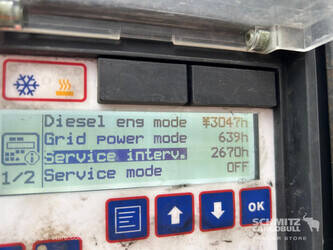 Diesel eng mode ¥3047h
Grid power mode 639h
Service interv. 2670h
1/2 Service mode OFF
OK
SCHMITZ
CARGOBULL
STORE